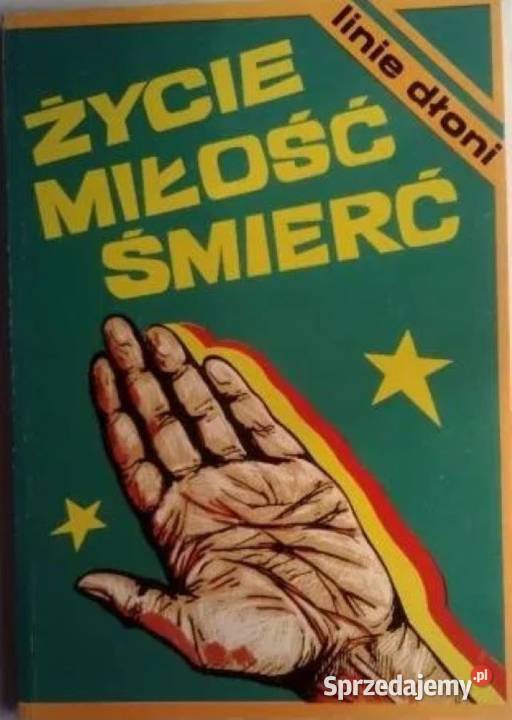 linie dłoni
ŻYCIE
MIŁOŚĆ
ŚMIERĆ
Sprzedajemy.pl